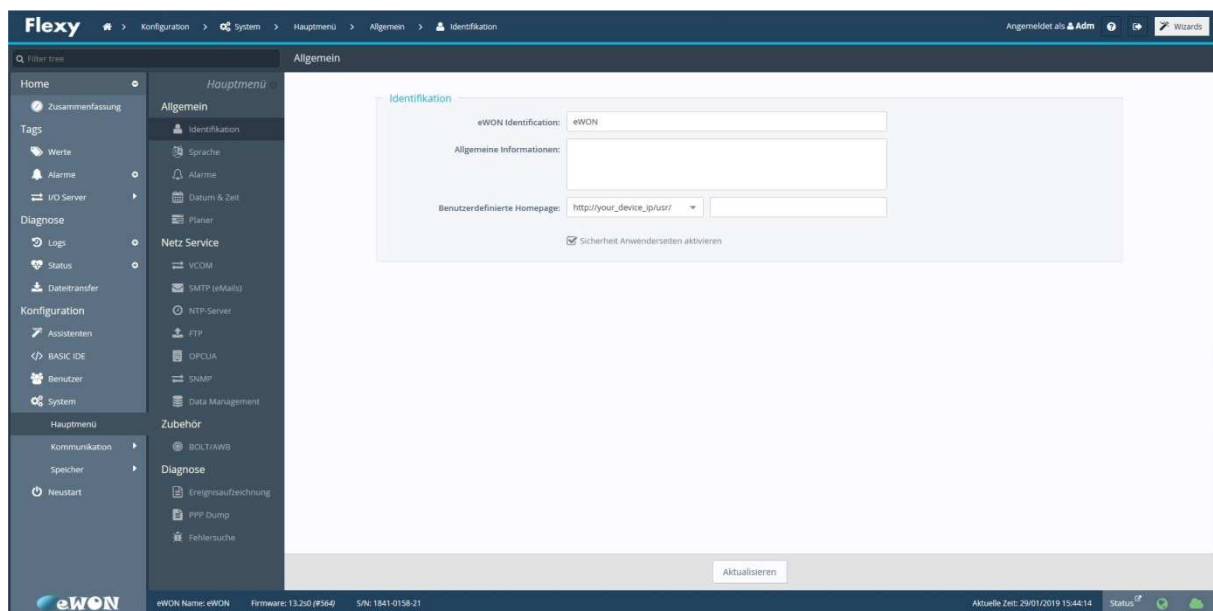 Flexy > Konfiguration > System > Hauptmenü > Allgemein > Identifikation
Angemeldet als Adm
Wizards
Filter tree
Allgemein
Home
Zusammenfassung
Tags
Werte
Alarme
I/O Server
Diagnose
Logs
Status
Dateitransfer
Konfiguration
Assistenten
BASIC IDE
Benutzer
System
Hauptmenü
Kommunikation
Speicher
Neustart
Hauptmenü
Allgemein
Identifikation
Sprache
Alarme
Datum & Zeit
Planer
Netz Service
VCOM
SMTP (eMails)
NTP-Server
FTP
OPCUA
SNMP
Data Management
Zubehör
BOLT/AWB
Diagnose
Ereignisaufzeichnung
PPP Dump
Fehlersuche
Identifikation
eWON Identification: eWON
Allgemeine Informationen:
Benutzerdefinierte Homepage: http://your_device_ip/usr/
Sicherheit Anwenderseiten aktivieren
Aktualisieren
eWON
eWON Name: eWON Firmware: 13.2s0 (#564) S/N: 1841-0158-21
Aktuelle Zeit: 29/01/2019 15:44:14 Status